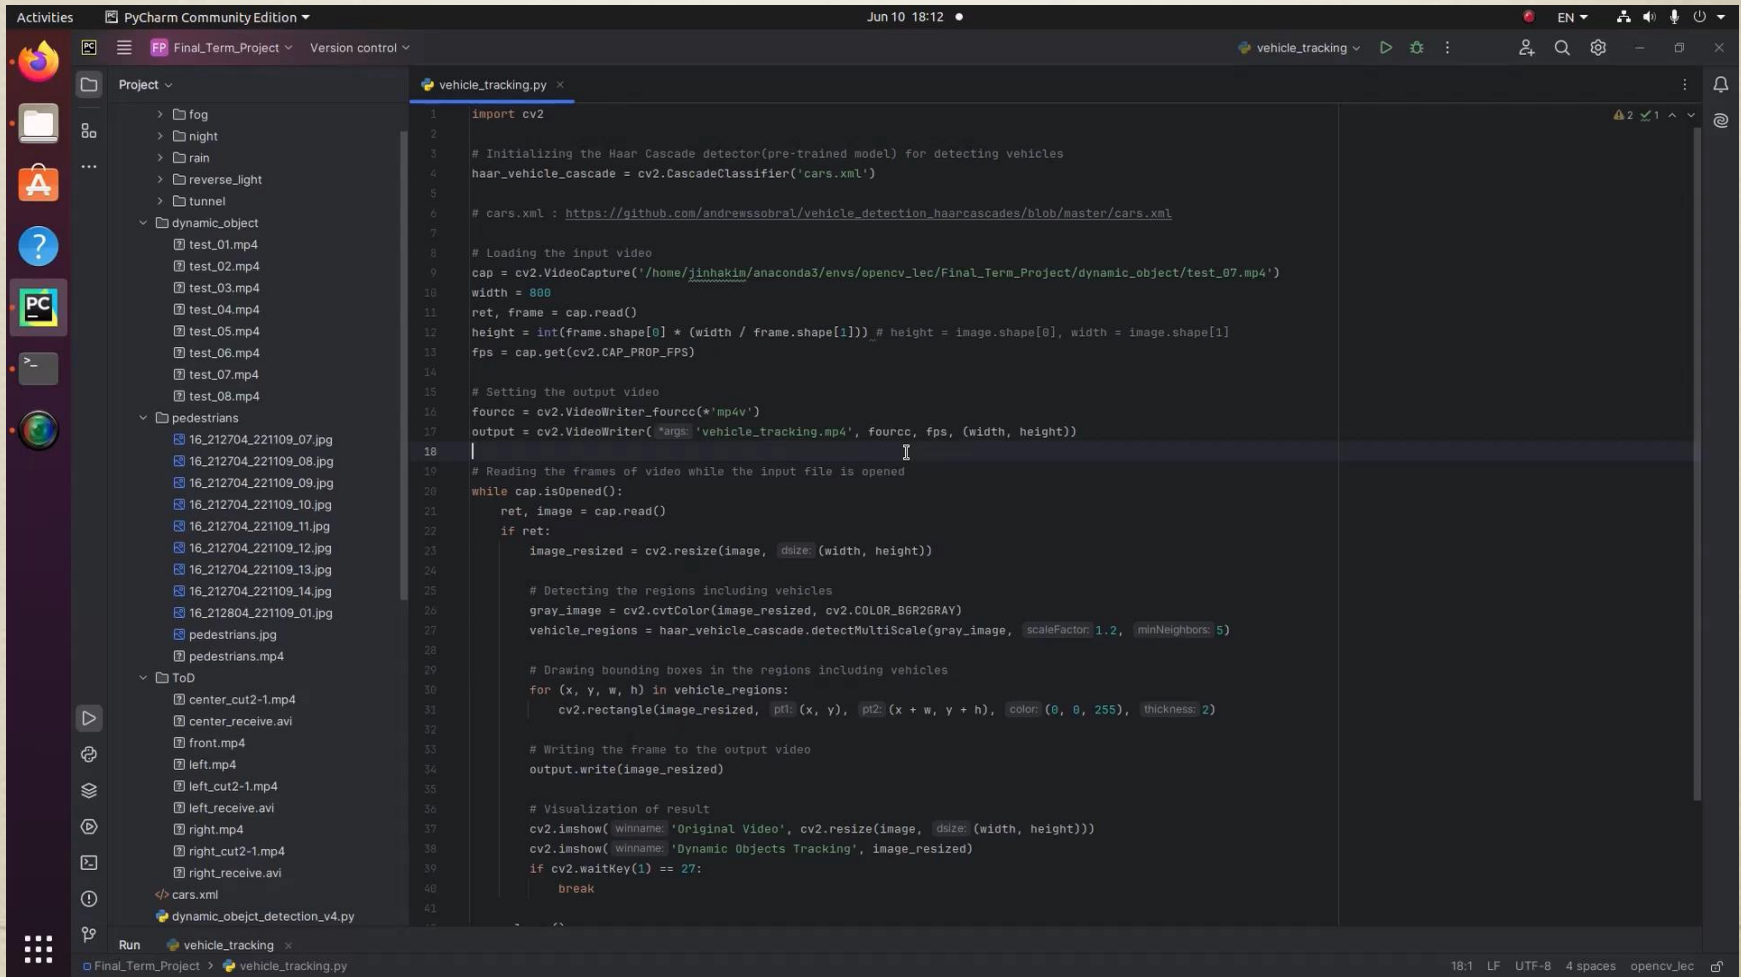 Activities
PyCharm Community Edition
Jun 10 18:12
EN
PC
FP Final_Term_Project
Version control
vehicle_tracking
Project
fog
night
rain
reverse_light
tunnel
dynamic_object
test_01.mp4
test_02.mp4
test_03.mp4
test_04.mp4
test_05.mp4
test_06.mp4
test_07.mp4
test_08.mp4
pedestrians
16_212704_221109_07.jpg
16_212704_221109_08.jpg
16_212704_221109_09.jpg
16_212704_221109_10.jpg
16_212704_221109_11.jpg
16_212704_221109_12.jpg
16_212704_221109_13.jpg
16_212704_221109_14.jpg
16_212804_221109_01.jpg
pedestrians.jpg
pedestrians.mp4
ToD
center_cut2-1.mp4
center_receive.avi
front.mp4
left.mp4
left_cut2-1.mp4
left_receive.avi
right.mp4
right_cut2-1.mp4
right_receive.avi
cars.xml
dynamic_obejct_detection_v4.py
vehicle_tracking.py
2 1
1 import cv2
2
3 # Initializing the Haar Cascade detector(pre-trained model) for detecting vehicles
4 haar_vehicle_cascade = cv2.CascadeClassifier('cars.xml')
5
6 # cars.xml : https://github.com/andrewssobral/vehicle_detection_haarcascades/blob/master/cars.xml
7
8 # Loading the input video
9 cap = cv2.VideoCapture('/home/jinhakim/anaconda3/envs/opencv_lec/Final_Term_Project/dynamic_object/test_07.mp4')
10 width = 800
11 ret, frame = cap.read()
12 height = int(frame.shape[0] * (width / frame.shape[1])) # height = image.shape[0], width = image.shape[1]
13 fps = cap.get(cv2.CAP_PROP_FPS)
14
15 # Setting the output video
16 fourcc = cv2.VideoWriter_fourcc(*'mp4v')
17 output = cv2.VideoWriter( *args: 'vehicle_tracking.mp4', fourcc, fps, (width, height))
18
19 # Reading the frames of video while the input file is opened
20 while cap.isOpened():
21 ret, image = cap.read()
22 if ret:
23 image_resized = cv2.resize(image, dsize: (width, height))
24
25 # Detecting the regions including vehicles
26 gray_image = cv2.cvtColor(image_resized, cv2.COLOR_BGR2GRAY)
27 vehicle_regions = haar_vehicle_cascade.detectMultiScale(gray_image, scaleFactor: 1.2, minNeighbors: 5)
28
29 # Drawing bounding boxes in the regions including vehicles
30 for (x, y, w, h) in vehicle_regions:
31 cv2.rectangle(image_resized, pt1: (x, y), pt2: (x + w, y + h), color: (0, 0, 255), thickness: 2)
32
33 # Writing the frame to the output video
34 output.write(image_resized)
35
36 # Visualization of result
37 cv2.imshow( winname: 'Original Video', cv2.resize(image, dsize: (width, height)))
38 cv2.imshow( winname: 'Dynamic Objects Tracking', image_resized)
39 if cv2.waitKey(1) == 27:
40 break
41
Run
vehicle_tracking
Final_Term_Project > vehicle_tracking.py
18:1 LF UTF-8 4 spaces opencv_lec